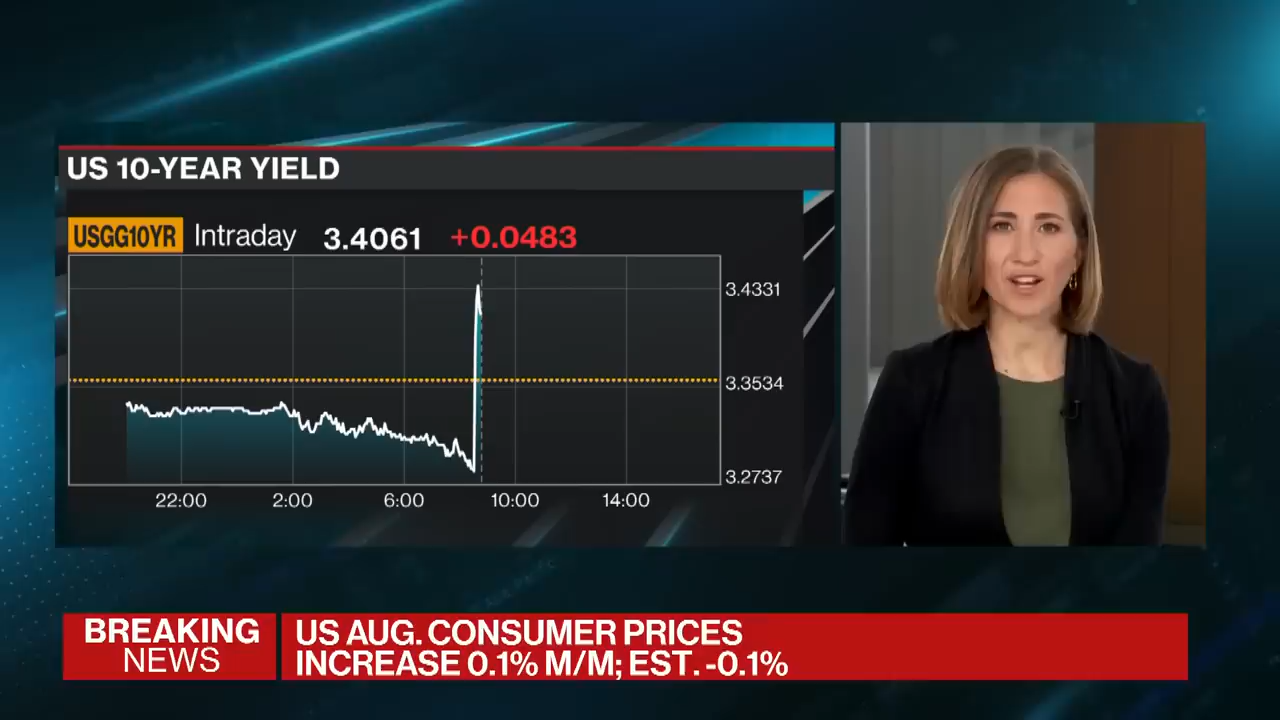 US 10-YEAR YIELD
USGG10YR Intraday 3.4061 +0.0483
3.4331
3.3534
3.2737
22:00 2:00 6:00 10:00 14:00
BREAKING
NEWS
US AUG. CONSUMER PRICES
INCREASE 0.1% M/M; EST. -0.1%